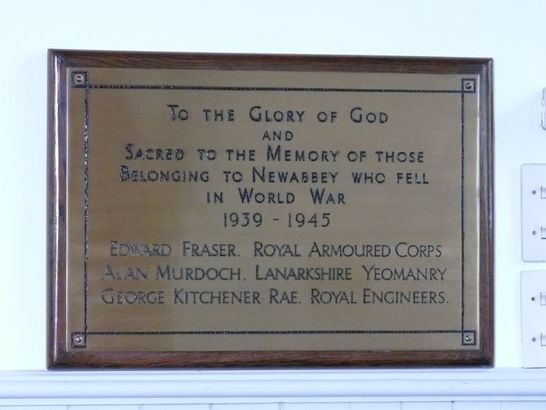 To the Glory of God
and
Sacred to the Memory of those
Belonging to Newabbey who fell
in World War
1939 - 1945
Edward Fraser. Royal Armoured Corps
Alan Murdoch. Lanarkshire Yeomanry
George Kitchener Rae. Royal Engineers.